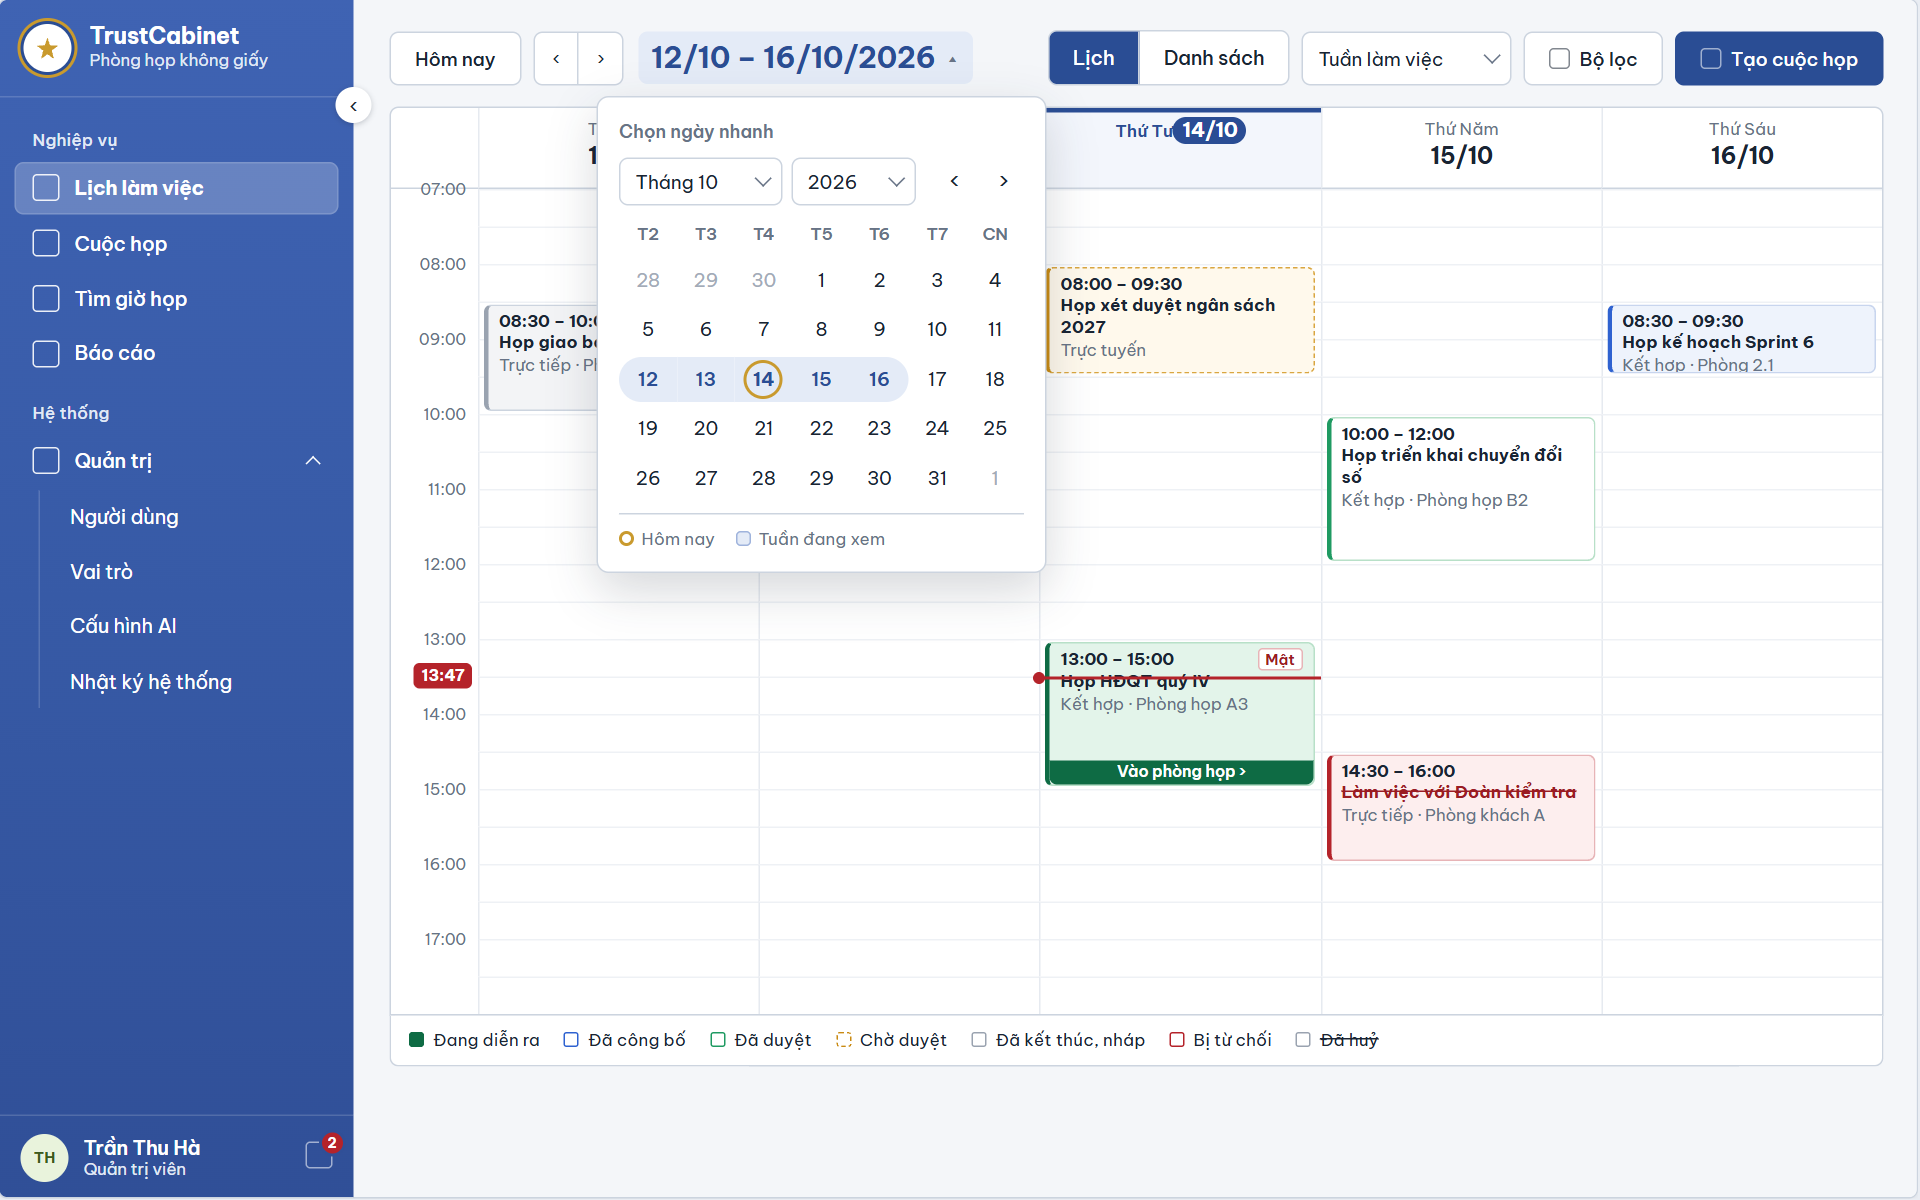 TrustCabinet
Phòng họp không giấy
Nghiệp vụ
Lịch làm việc
Cuộc họp
Tìm giờ họp
Báo cáo
Hệ thống
Quản trị
Người dùng
Vai trò
Cấu hình AI
Nhật ký hệ thống
TH
Trần Thu Hà
Quản trị viên
2
Hôm nay
12/10 – 16/10/2026
Lịch
Danh sách
Tuần làm việc
Bộ lọc
Tạo cuộc họp
Chọn ngày nhanh
Tháng 10
2026
T2 T3 T4 T5 T6 T7 CN
28 29 30 1 2 3 4
5 6 7 8 9 10 11
12 13 14 15 16 17 18
19 20 21 22 23 24 25
26 27 28 29 30 31 1
Hôm nay
Tuần đang xem
Thứ Tư 14/10
Thứ Năm
15/10
Thứ Sáu
16/10
07:00
08:00
09:00
10:00
11:00
12:00
13:00
13:47
14:00
15:00
16:00
17:00
08:30 – 10:0
Họp giao b
Trực tiếp · P
08:00 – 09:30
Họp xét duyệt ngân sách
2027
Trực tuyến
13:00 – 15:00
Mật
Họp HĐQT quý IV
Kết hợp · Phòng họp A3
Vào phòng họp ›
10:00 – 12:00
Họp triển khai chuyển đổi
số
Kết hợp · Phòng họp B2
14:30 – 16:00
Làm việc với Đoàn kiểm tra
Trực tiếp · Phòng khách A
08:30 – 09:30
Họp kế hoạch Sprint 6
Kết hợp · Phòng 2.1
Đang diễn ra
Đã công bố
Đã duyệt
Chờ duyệt
Đã kết thúc, nháp
Bị từ chối
Đã huỷ